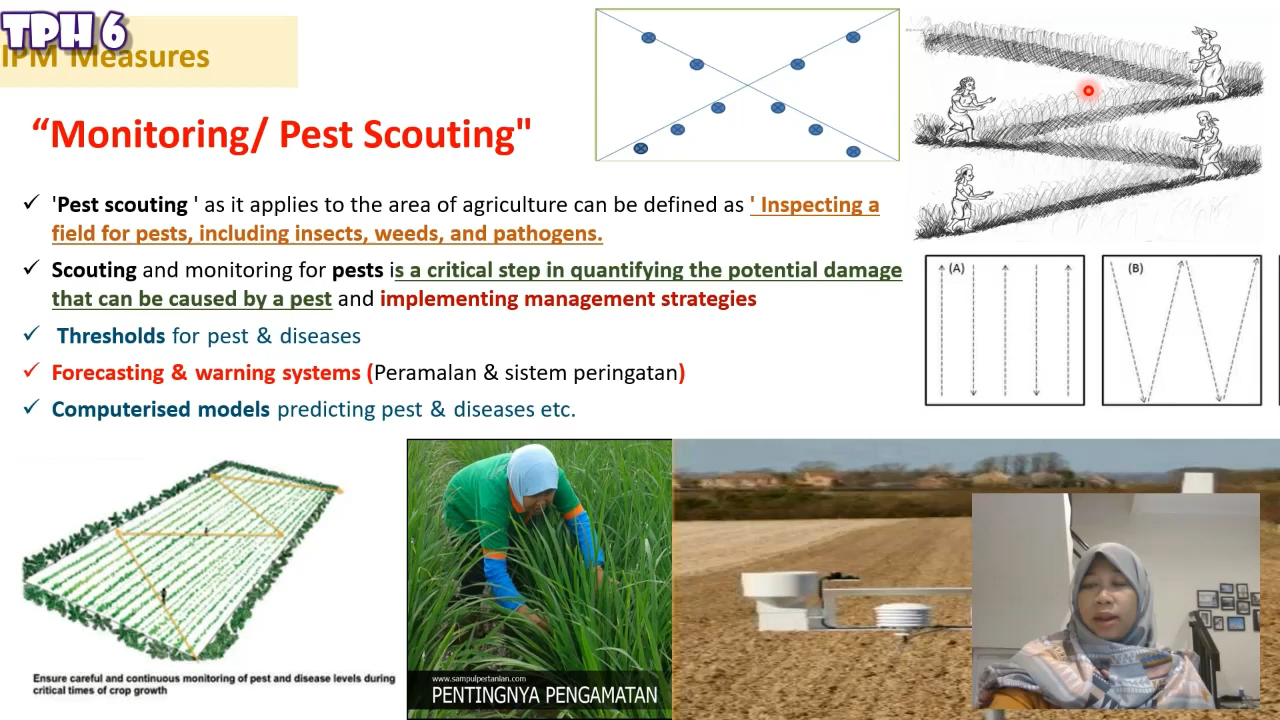 TPH 6
IPM Measures
“Monitoring/ Pest Scouting"
'Pest scouting ' as it applies to the area of agriculture can be defined as ' Inspecting a
field for pests, including insects, weeds, and pathogens.
Scouting and monitoring for pests is a critical step in quantifying the potential damage
that can be caused by a pest and implementing management strategies
Thresholds for pest & diseases
Forecasting & warning systems (Peramalan & sistem peringatan)
Computerised models predicting pest & diseases etc.
(A)
(B)
Ensure careful and continuous monitoring of pest and disease levels during
critical times of crop growth
www.sampulpertanian.com
PENTINGNYA PENGAMATAN